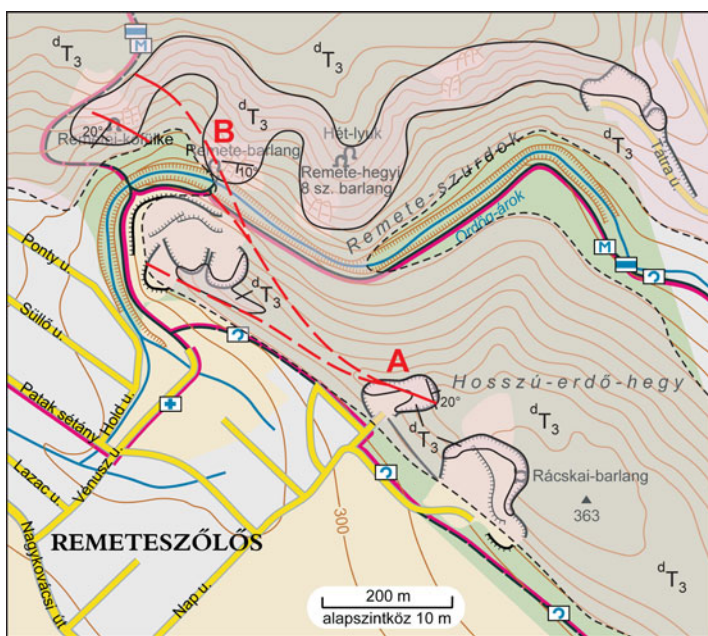 dT3
M
dT3
dT3
20°
Remetei-kőfülke
B
Remete-barlang
10°
Hét-lyuk
Remete-hegyi
8 sz. barlang
Remete-szurdok
Ördög-árok
dT3
Tátra u.
M
Ponty u.
Süllő u.
Patak sétány
Hold u.
Vénusz u.
Lazac u.
Nagykovácsi út
Nap u.
REMETESZŐLŐS
dT3
A
20°
Hosszú-erdő-hegy
dT3
dT3
Rácskai-barlang
363
dT3
300
200 m
alapszintköz 10 m